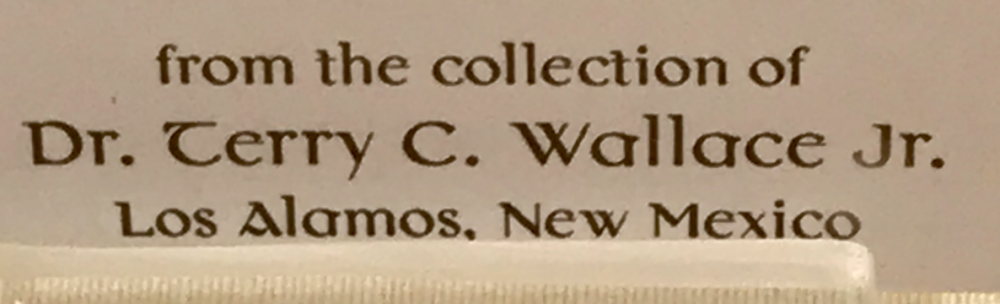 from the collection of
Dr. Terry C. Wallace Jr.
Los Alamos, New Mexico